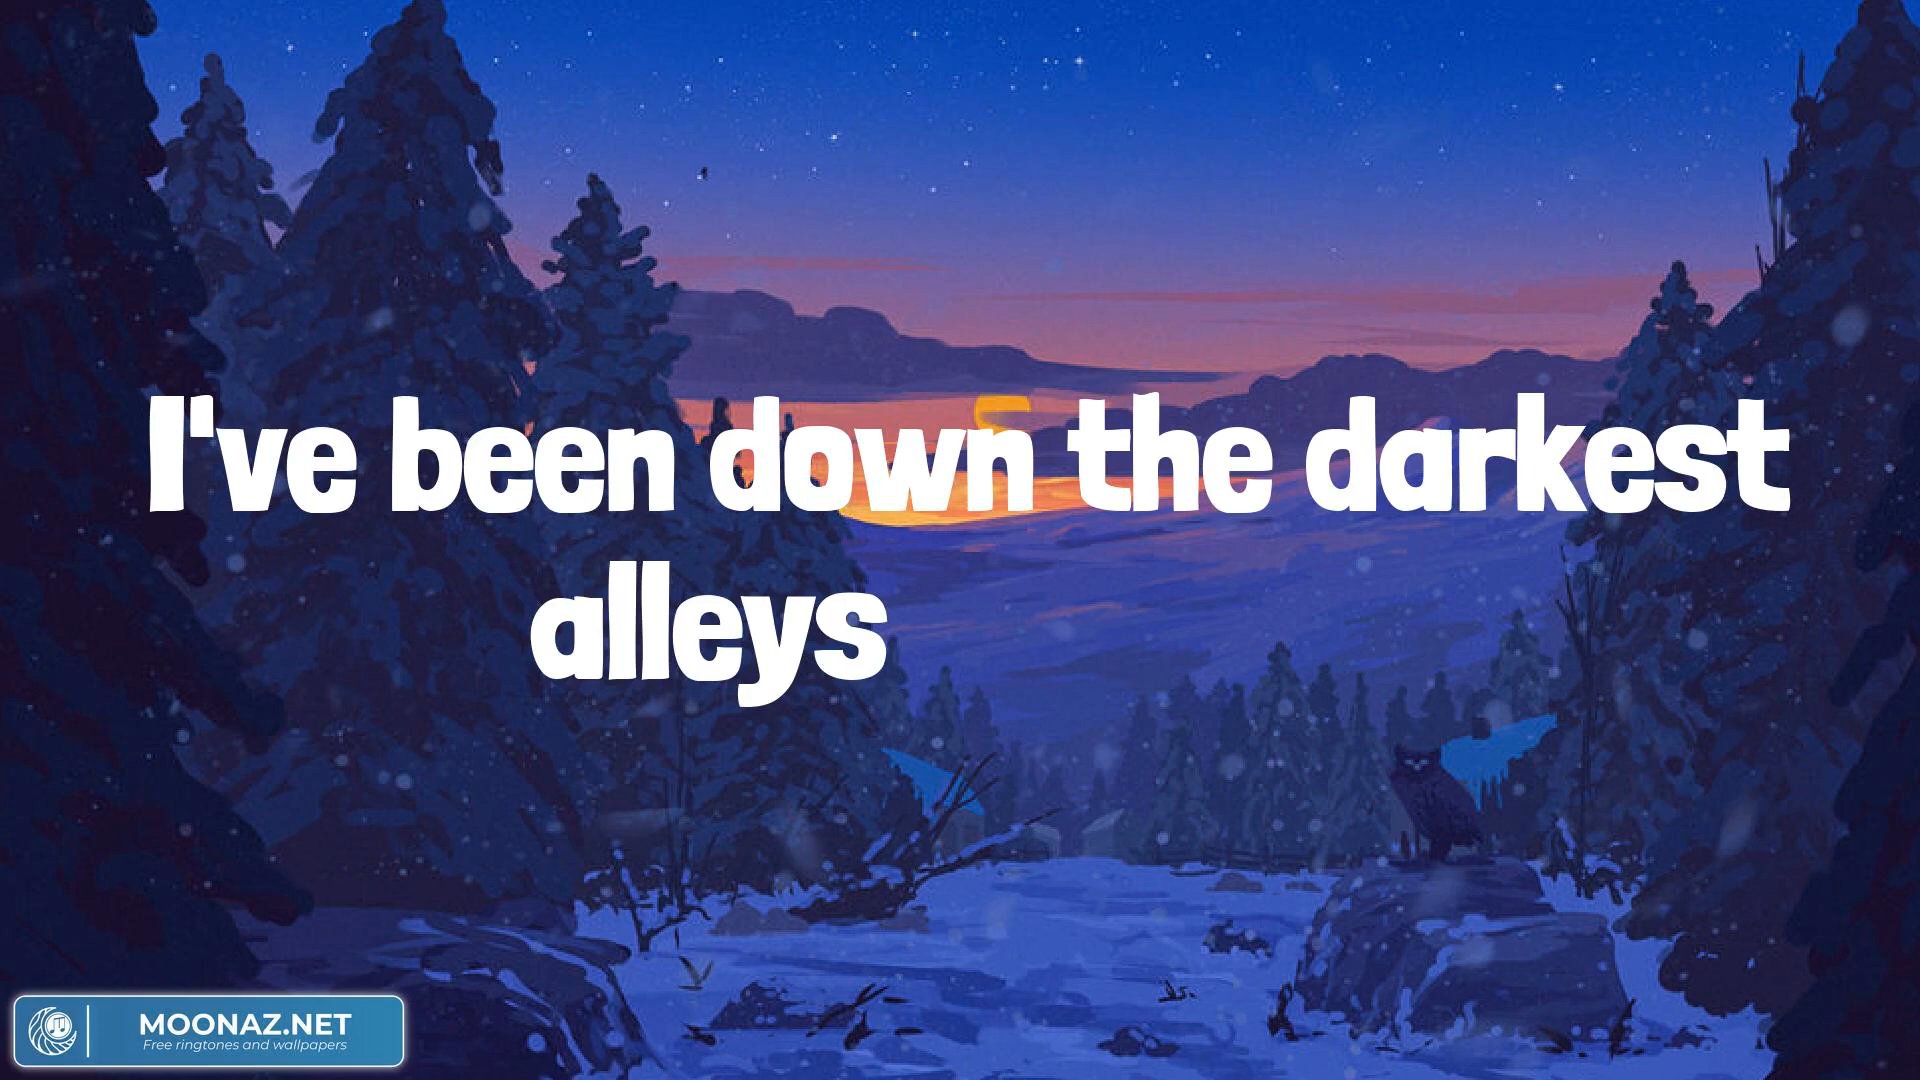 I've been down the darkest
alleys
MOONAZ.NET
Free ringtones and wallpapers